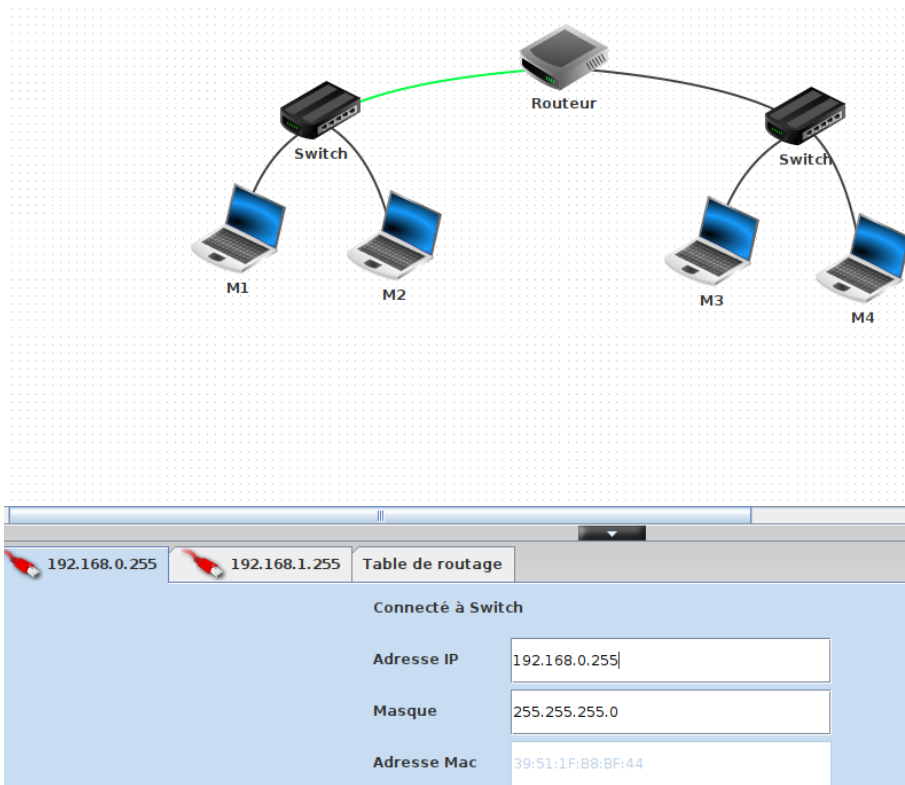 Routeur
Switch
Switch
M1
M2
M3
M4
192.168.0.255
192.168.1.255
Table de routage
Connecté à Switch
Adresse IP
192.168.0.255
Masque
255.255.255.0
Adresse Mac
39:51:1F:B8:BF:44